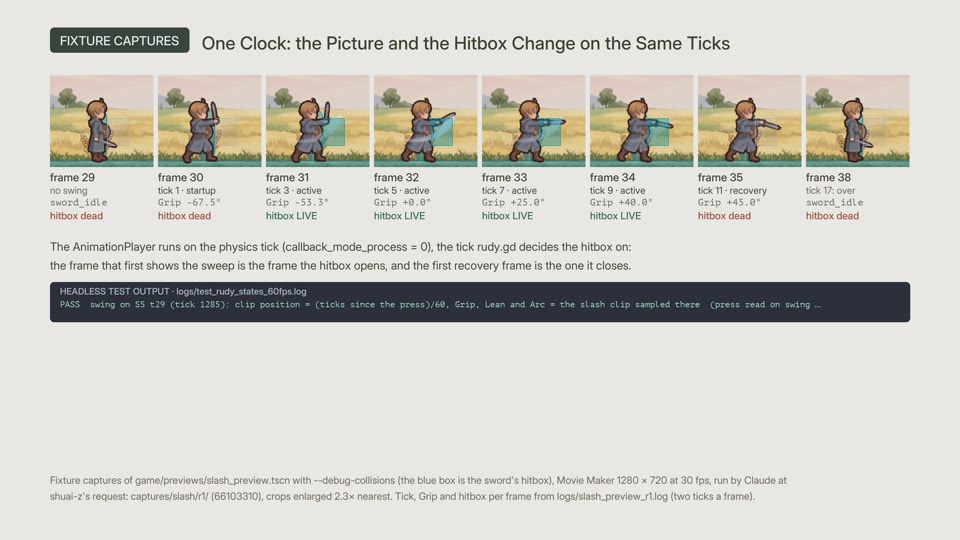 FIXTURE CAPTURES
One Clock: the Picture and the Hitbox Change on the Same Ticks
frame 29
no swing
sword_idle
hitbox dead
frame 30
tick 1 · startup
Grip -67.5°
hitbox dead
frame 31
tick 3 · active
Grip -53.3°
hitbox LIVE
frame 32
tick 5 · active
Grip +0.0°
hitbox LIVE
frame 33
tick 7 · active
Grip +25.0°
hitbox LIVE
frame 34
tick 9 · active
Grip +40.0°
hitbox LIVE
frame 35
tick 11 · recovery
Grip +45.0°
hitbox dead
frame 38
tick 17: over
sword_idle
hitbox dead
The AnimationPlayer runs on the physics tick (callback_mode_process = 0), the tick rudy.gd decides the hitbox on:
the frame that first shows the sweep is the frame the hitbox opens, and the first recovery frame is the one it closes.
HEADLESS TEST OUTPUT · logs/test_rudy_states_60fps.log
PASS swing on S5 t29 (tick 1285): clip position = (ticks since the press)/60, Grip, Lean and Arc = the slash clip sampled there (press read on swing …
Fixture captures of game/previews/slash_preview.tscn with --debug-collisions (the blue box is the sword's hitbox), Movie Maker 1280 × 720 at 30 fps, run by Claude at
shuai-z's request: captures/slash/r1/ (66103310), crops enlarged 2.3× nearest. Tick, Grip and hitbox per frame from logs/slash_preview_r1.log (two ticks a frame).